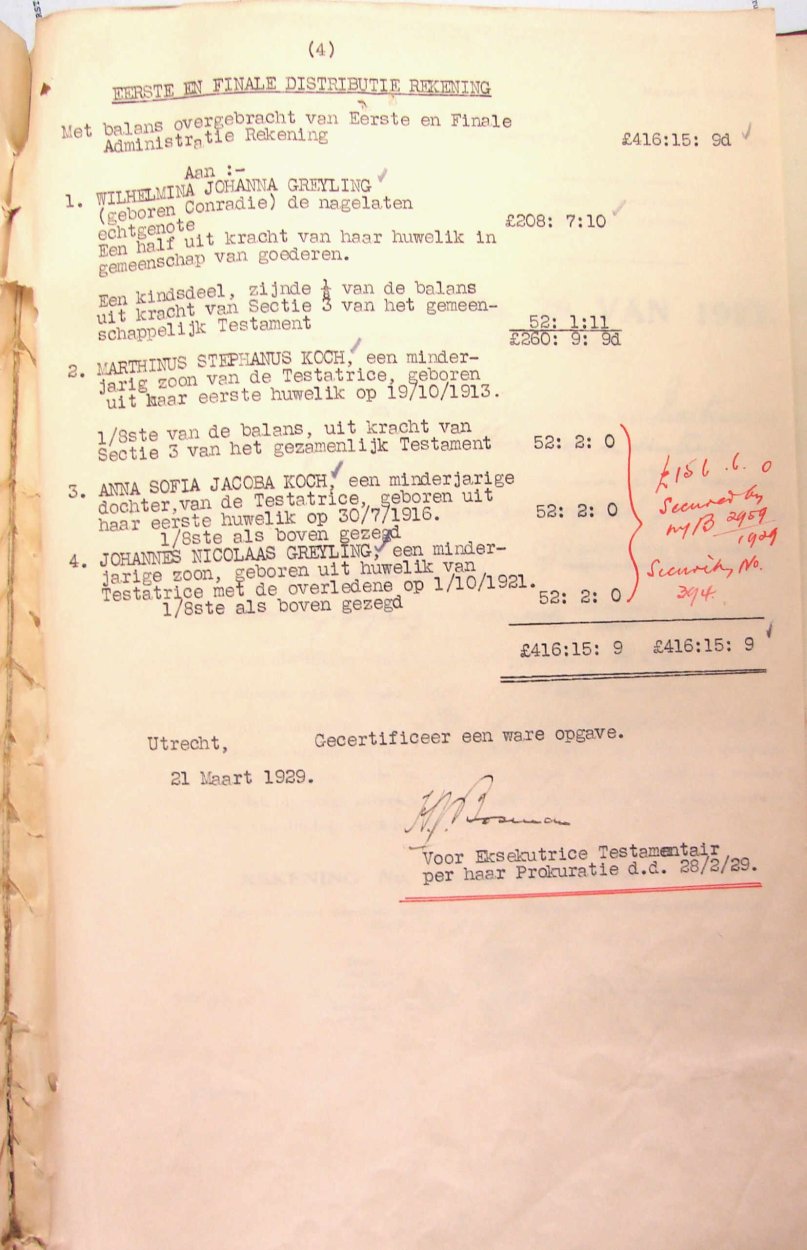 (4)
EERSTE EN FINALE DISTRIBUTIE REKENING
Met balans overgebracht van Eerste en Finale
Administratie Rekening £416:15: 9d
Aan :-
1. WILHELMINA JOHANNA GREYLING
(geboren Conradie) de nagelaten
echtgenote £208: 7:10
Een half uit kracht van haar huwelik in
gemeenschap van goederen.
Een kindsdeel, zijnde ⅛ van de balans
uit kracht van Sectie 3 van het gemeen-
schappelijk Testament 52: 1:11
£260: 9: 9d
2. MARTHINUS STEPHANUS KOCH, een minder-
jarig zoon van de Testatrice, geboren
uit haar eerste huwelik op 19/10/1913.
1/8ste van de balans, uit kracht van
Sectie 3 van het gezamenlijk Testament 52: 2: 0
3. ANNA SOFIA JACOBA KOCH, een minderjarige
dochter,van de Testatrice, geboren uit
haar eerste huwelik op 30/7/1916. 52: 2: 0
1/8ste als boven gezegd
4. JOHANNES NICOLAAS GREYLING, een minder-
jarige zoon, geboren uit huwelik van
Testatrice met de overledene op 1/10/1921.
1/8ste als boven gezegd 52: 2: 0
£156 . 6. 0
Secured by
my B 2959
1929
Security No.
394.
£416:15: 9 £416:15: 9
Utrecht, Gecertificeer een ware opgave.
21 Maart 1929.
H.J. Bosman
Voor Eksekutrice Testamentair
per haar Prokuratie d.d. 28/2/29.